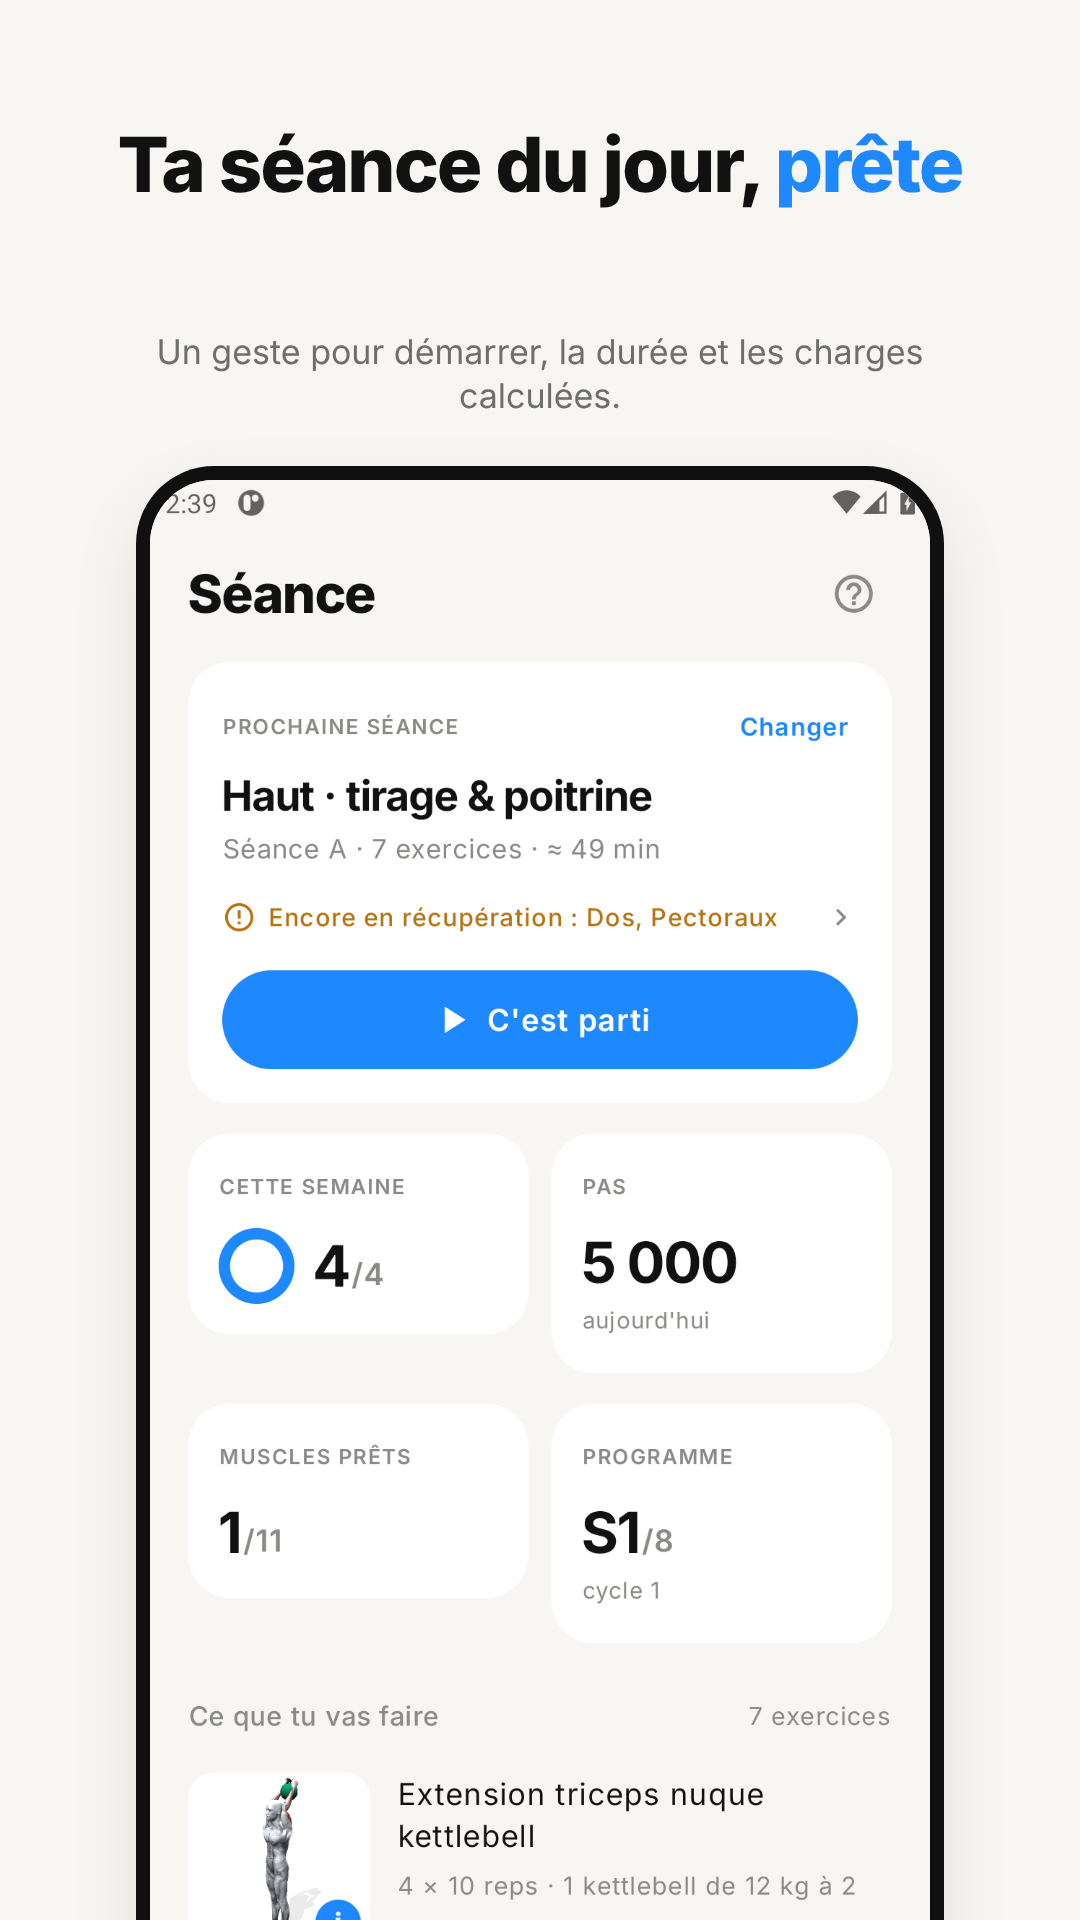 Ta séance du jour, prête
Un geste pour démarrer, la durée et les charges
calculées.
2:39
Séance
PROCHAINE SÉANCE
Changer
Haut · tirage & poitrine
Séance A · 7 exercices · ≈ 49 min
Encore en récupération : Dos, Pectoraux
C'est parti
CETTE SEMAINE
4/4
PAS
5 000
aujourd'hui
MUSCLES PRÊTS
1/11
PROGRAMME
S1/8
cycle 1
Ce que tu vas faire
7 exercices
Extension triceps nuque
kettlebell
4 × 10 reps · 1 kettlebell de 12 kg à 2